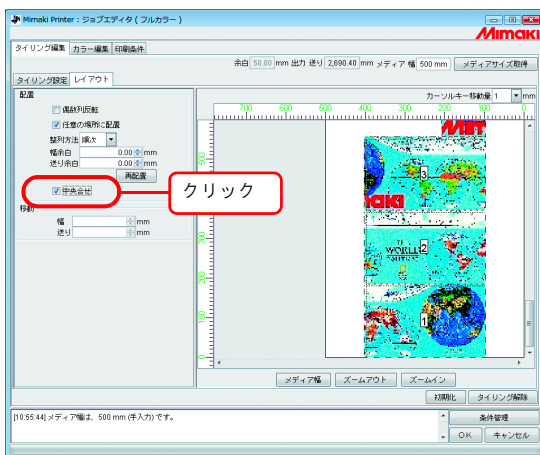 Mimaki Printer : ジョブエディタ ( フルカラー )
Mimaki
タイリング編集 カラー編集 印刷条件
余白 50.00 mm 出力 送り 2,690.40 mm メディア 幅 500 mm メディアサイズ取得
タイリング設定 レイアウト
配置
カーソルキー移動量 1 mm
偶数列反転
任意の場所に配置
整列方法 順次
幅余白 0.00 mm
送り余白 0.00 mm
再配置
中央合せ
クリック
移動
幅 mm
送り mm
700 600 500 400 300 200 100 0
500
400
300
200
100
0
3
2
1
WORLD
メディア幅 ズームアウト ズームイン
初期化 タイリング解除
[10:55:44] メディア幅は、500 mm (手入力) です。
条件管理
OK キャンセル